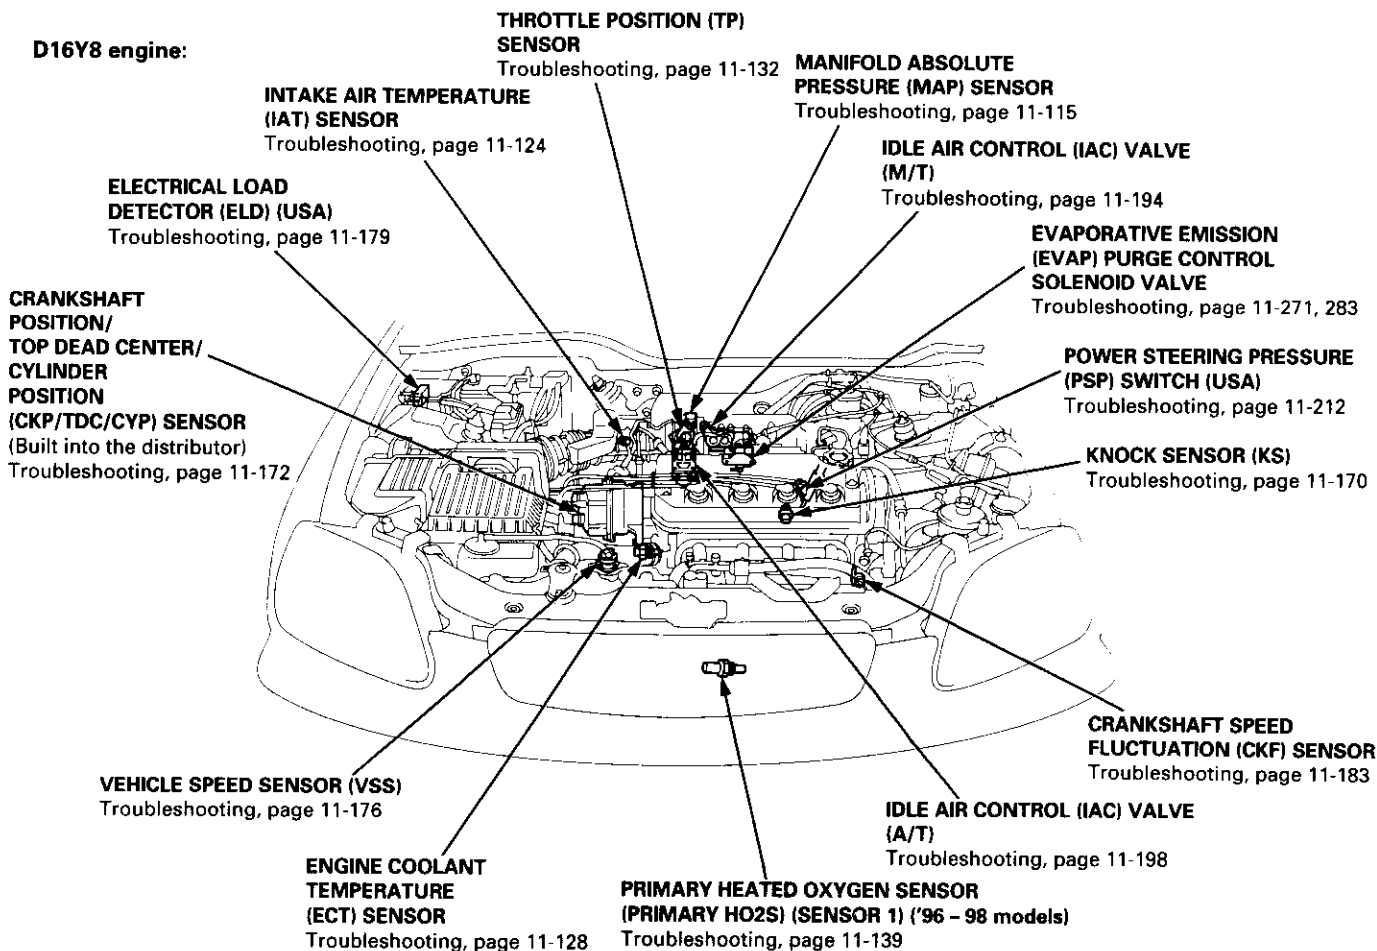 D16Y8 engine:
THROTTLE POSITION (TP)
SENSOR
Troubleshooting, page 11-132
MANIFOLD ABSOLUTE
PRESSURE (MAP) SENSOR
Troubleshooting, page 11-115
INTAKE AIR TEMPERATURE
(IAT) SENSOR
Troubleshooting, page 11-124
IDLE AIR CONTROL (IAC) VALVE
(M/T)
Troubleshooting, page 11-194
ELECTRICAL LOAD
DETECTOR (ELD) (USA)
Troubleshooting, page 11-179
EVAPORATIVE EMISSION
(EVAP) PURGE CONTROL
SOLENOID VALVE
Troubleshooting, page 11-271, 283
CRANKSHAFT
POSITION/
TOP DEAD CENTER/
CYLINDER
POSITION
(CKP/TDC/CYP) SENSOR
(Built into the distributor)
Troubleshooting, page 11-172
POWER STEERING PRESSURE
(PSP) SWITCH (USA)
Troubleshooting, page 11-212
KNOCK SENSOR (KS)
Troubleshooting, page 11-170
CRANKSHAFT SPEED
FLUCTUATION (CKF) SENSOR
Troubleshooting, page 11-183
VEHICLE SPEED SENSOR (VSS)
Troubleshooting, page 11-176
IDLE AIR CONTROL (IAC) VALVE
(A/T)
Troubleshooting, page 11-198
ENGINE COOLANT
TEMPERATURE
(ECT) SENSOR
Troubleshooting, page 11-128
PRIMARY HEATED OXYGEN SENSOR
(PRIMARY HO2S) (SENSOR 1) ('96 – 98 models)
Troubleshooting, page 11-139